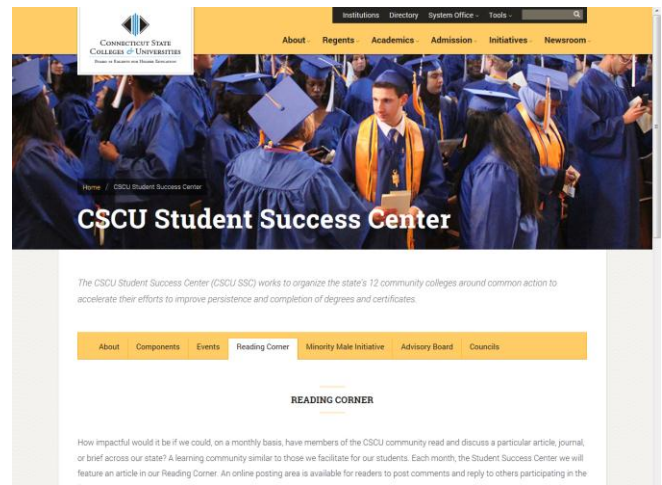 Institutions Directory System Office Tools
CONNECTICUT STATE
COLLEGES & UNIVERSITIES
BOARD OF REGENTS FOR HIGHER EDUCATION
About Regents Academics Admission Initiatives Newsroom
Home / CSCU Student Success Center
CSCU Student Success Center
The CSCU Student Success Center (CSCU SSC) works to organize the state's 12 community colleges around common action to
accelerate their efforts to improve persistence and completion of degrees and certificates.
About Components Events Reading Corner Minority Male Initiative Advisory Board Councils
READING CORNER
How impactful would it be if we could, on a monthly basis, have members of the CSCU community read and discuss a particular article, journal,
or brief across our state? A learning community similar to those we facilitate for our students. Each month, the Student Success Center we will
feature an article in our Reading Corner. An online posting area is available for readers to post comments and reply to others participating in the